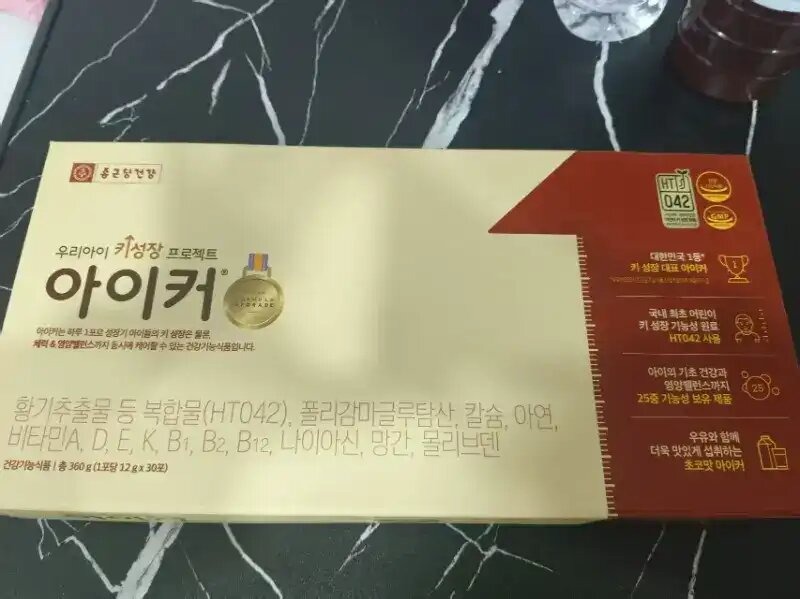 종근당건강
우리아이 키성장 프로젝트
아이커®
FORMULA
UPGRADE
아이커는 하루 1포로 성장기 아이들의 키 성장은 물론,
체력 & 영양밸런스까지 동시에 케어할 수 있는 건강기능식품입니다.
황기추출물 등 복합물(HT042), 폴리감마글루탐산, 칼슘, 아연,
비타민A, D, E, K, B1, B2, B12, 나이아신, 망간, 몰리브덴
건강기능식품 | 총 360 g (1포당 12 g x 30포)
HT
042
GMP
대한민국 1등*
키 성장 대표 아이커
국내 최초 어린이
키 성장 기능성 원료
HT042 사용
아이의 기초 건강과
영양밸런스까지
25중 기능성 보유 제품
25
우유와 함께
더욱 맛있게 섭취하는
초코맛 아이커